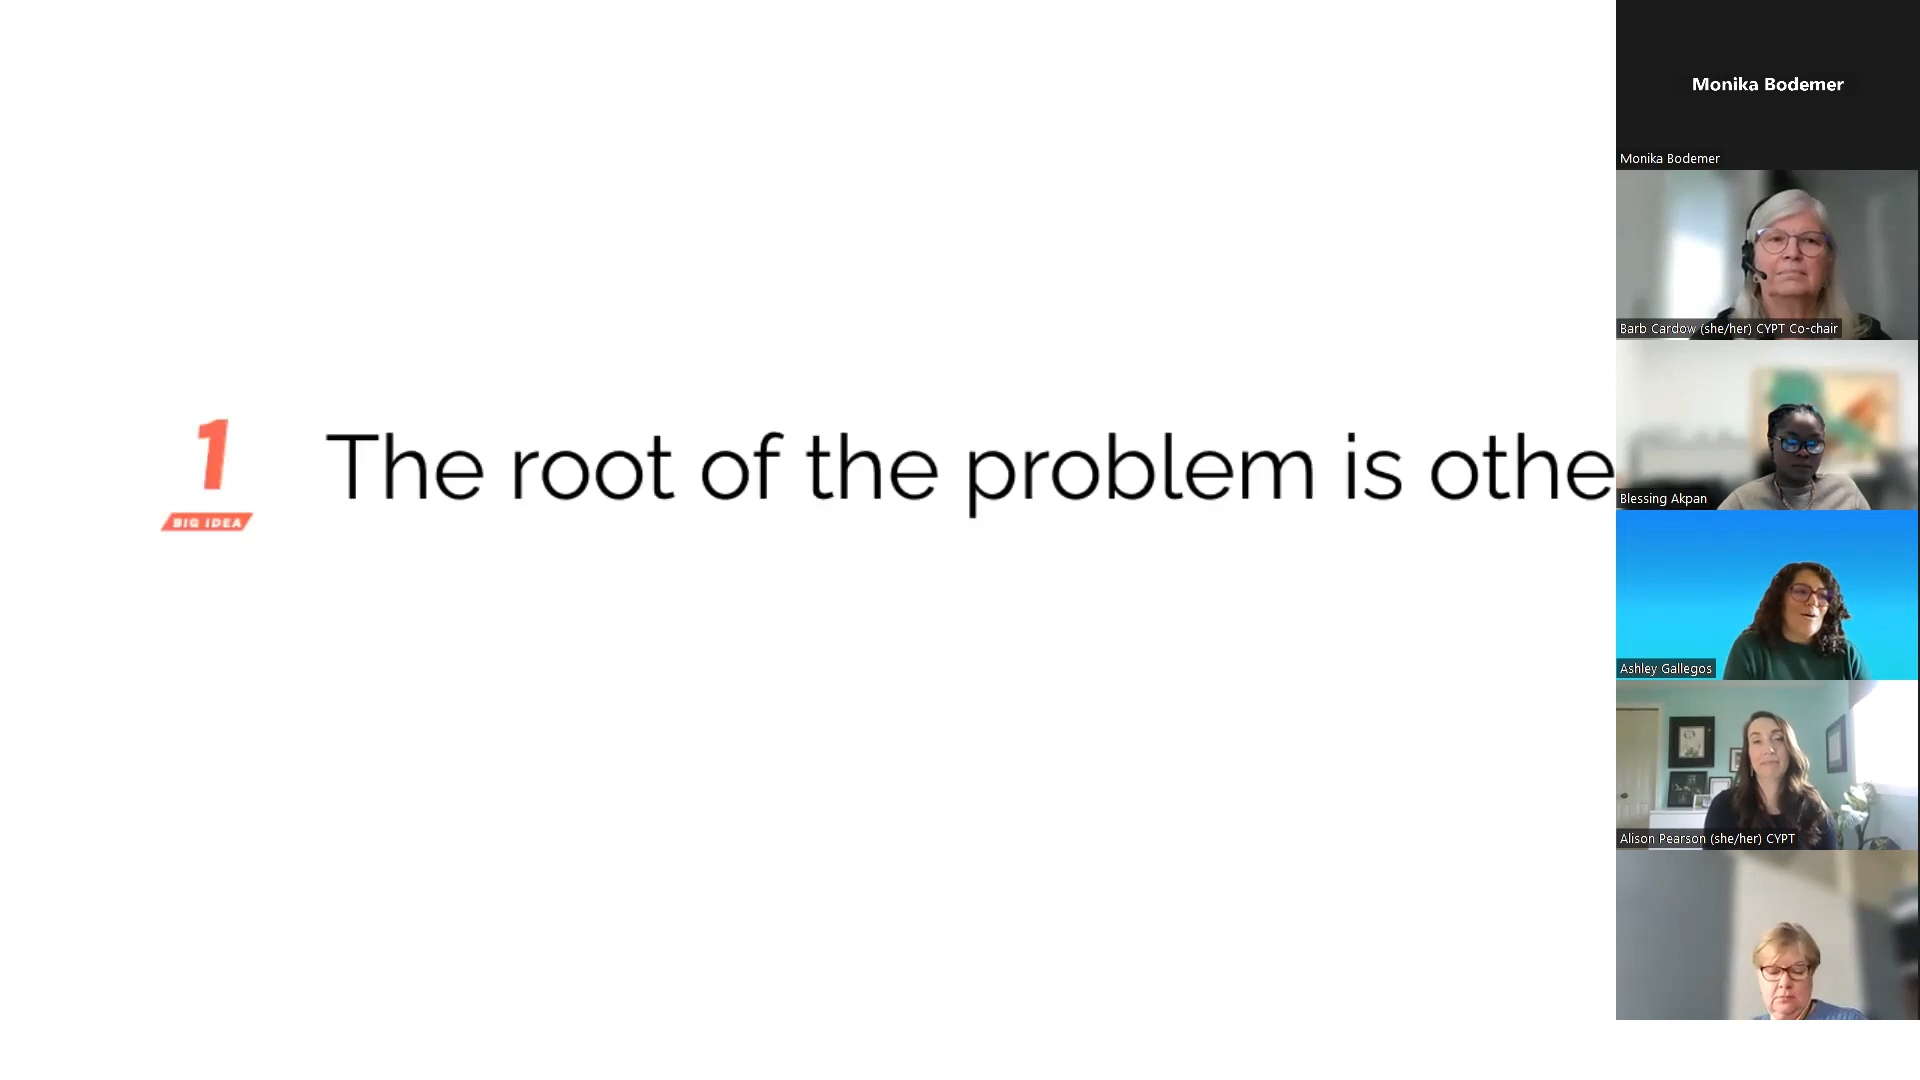 1
BIG IDEA
The root of the problem is othe
Monika Bodemer
Monika Bodemer
Barb Cardow (she/her) CYPT Co-chair
Blessing Akpan
Ashley Gallegos
Alison Pearson (she/her) CYPT